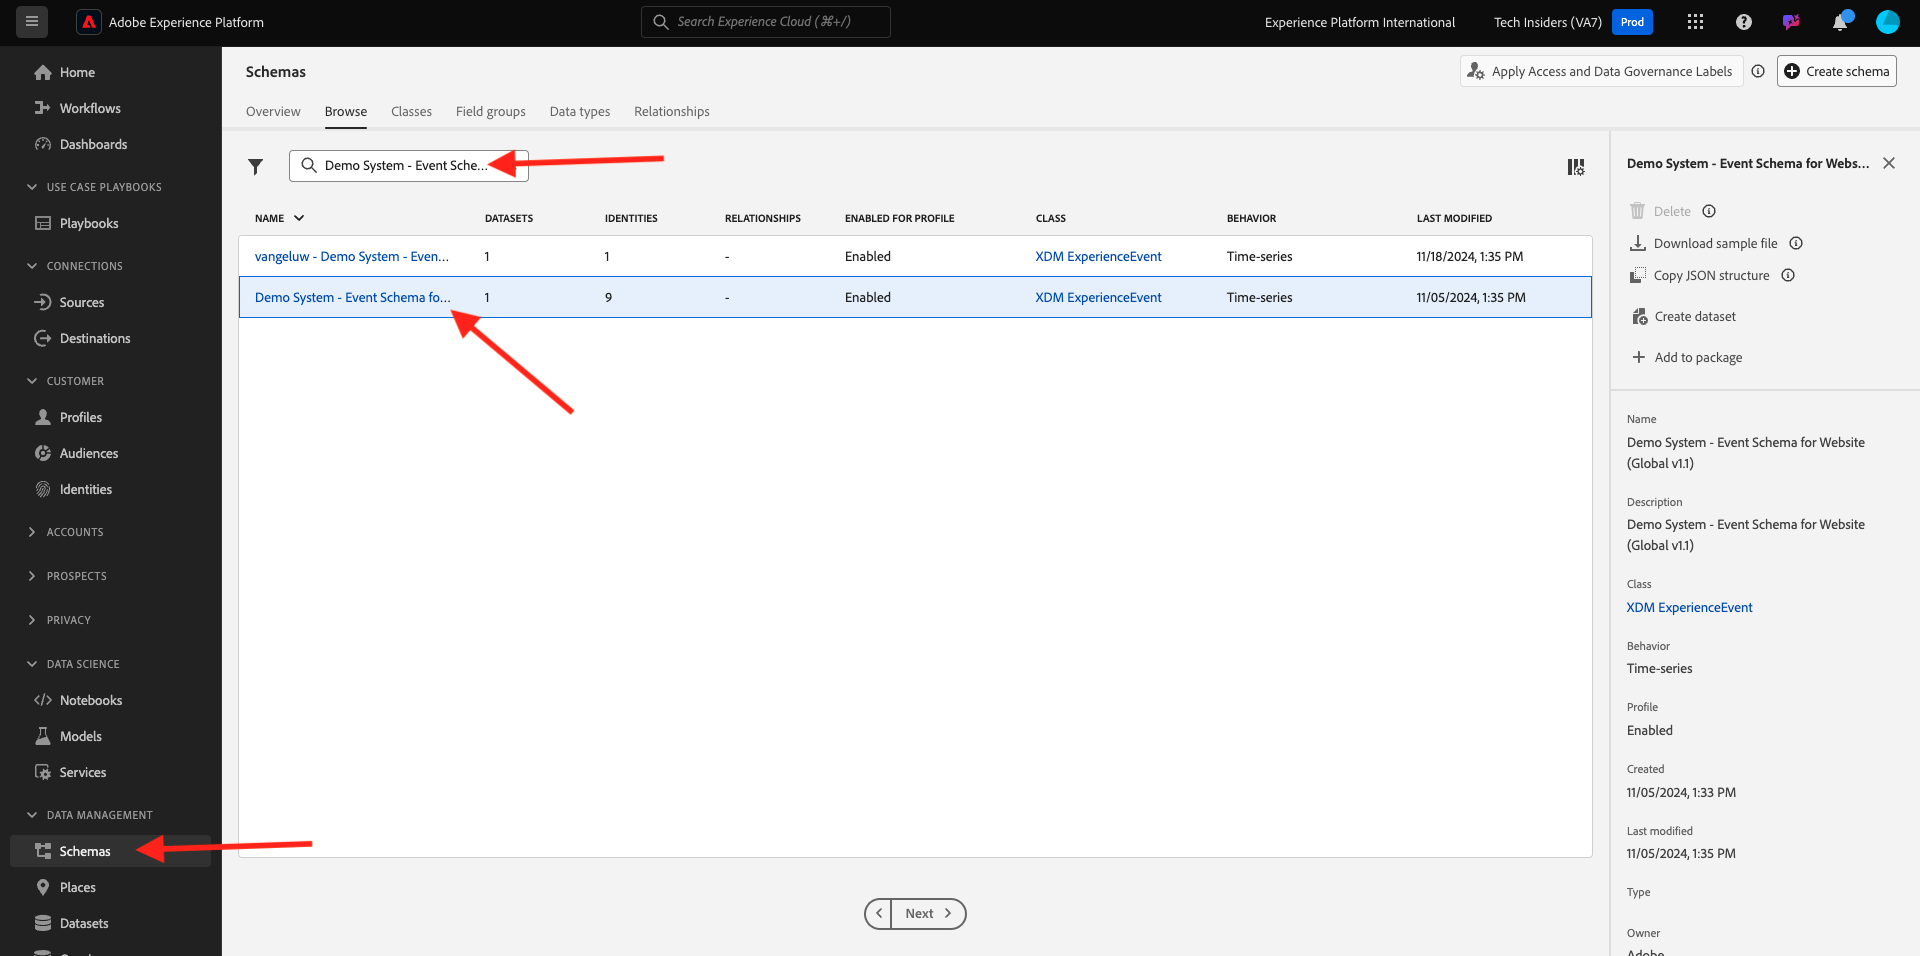 Adobe Experience Platform
Search Experience Cloud (⌘+/)
Experience Platform International
Tech Insiders (VA7)
Prod
Home
Workflows
Dashboards
USE CASE PLAYBOOKS
Playbooks
CONNECTIONS
Sources
Destinations
CUSTOMER
Profiles
Audiences
Identities
ACCOUNTS
PROSPECTS
PRIVACY
DATA SCIENCE
Notebooks
Models
Services
DATA MANAGEMENT
Schemas
Places
Datasets
Schemas
Apply Access and Data Governance Labels
Create schema
Overview Browse Classes Field groups Data types Relationships
Demo System - Event Sche...
NAME DATASETS IDENTITIES RELATIONSHIPS ENABLED FOR PROFILE CLASS BEHAVIOR LAST MODIFIED
vangeluw - Demo System - Even... 1 1 - Enabled XDM ExperienceEvent Time-series 11/18/2024, 1:35 PM
Demo System - Event Schema fo... 1 9 - Enabled XDM ExperienceEvent Time-series 11/05/2024, 1:35 PM
Next
Demo System - Event Schema for Webs...
Delete
Download sample file
Copy JSON structure
Create dataset
Add to package
Name
Demo System - Event Schema for Website
(Global v1.1)
Description
Demo System - Event Schema for Website
(Global v1.1)
Class
XDM ExperienceEvent
Behavior
Time-series
Profile
Enabled
Created
11/05/2024, 1:33 PM
Last modified
11/05/2024, 1:35 PM
Type
Owner
Adobe